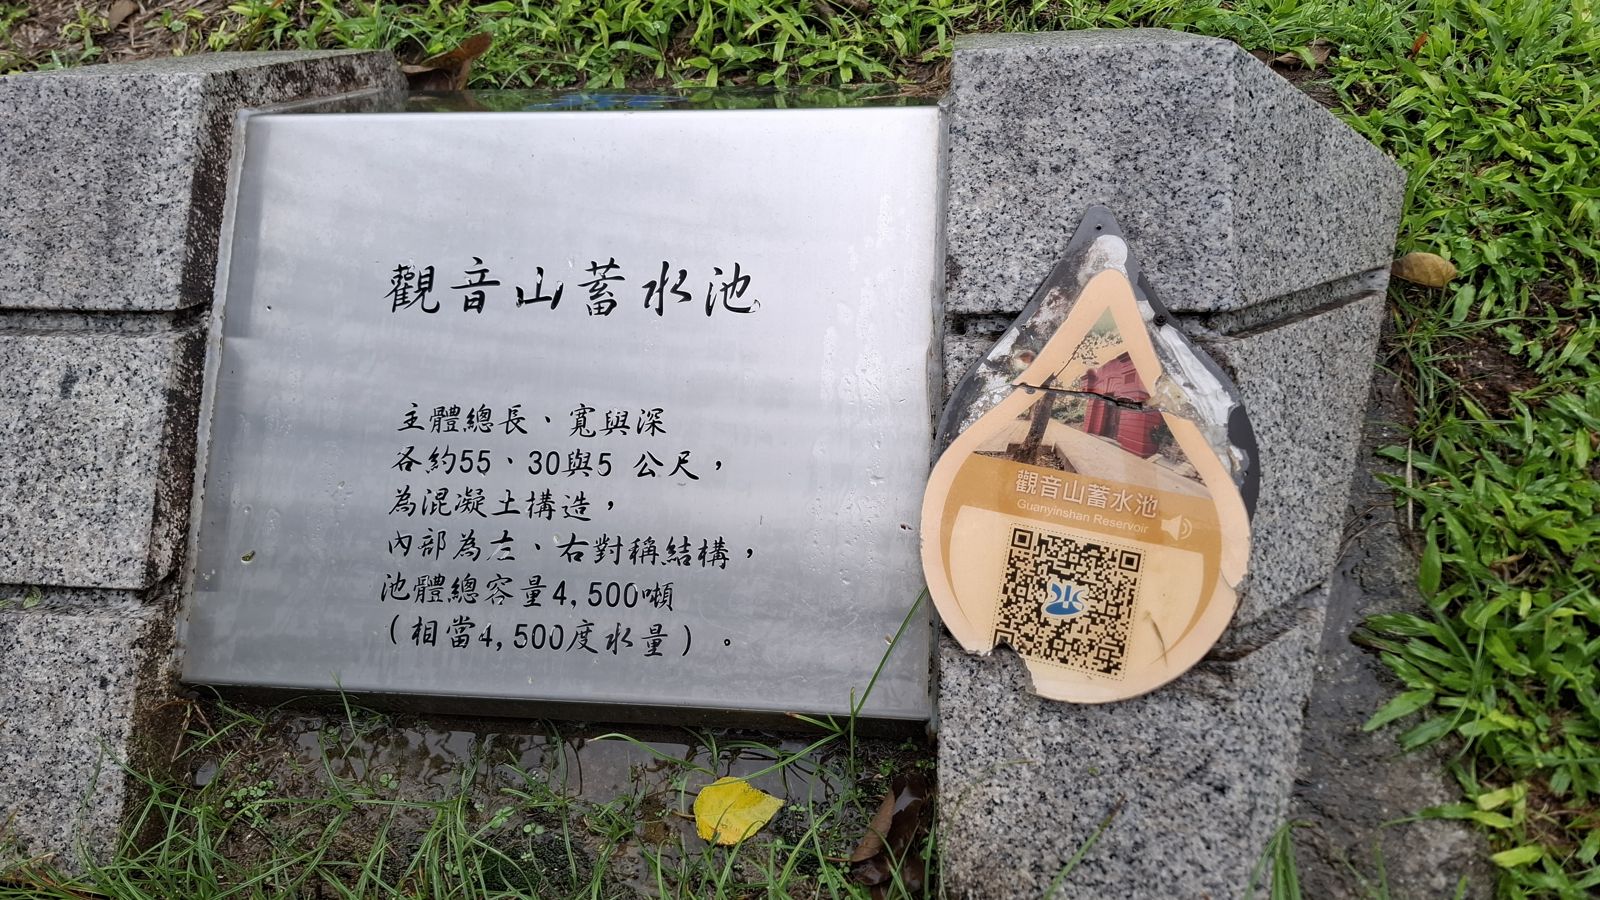 觀音山蓄水池
主體總長、寬與深
各約55、30與5 公尺，
為混凝土構造，
內部為左、右對稱結構，
池體總容量4,500噸
(相當4,500度水量)。
觀音山蓄水池
Guanyinshan Reservoir